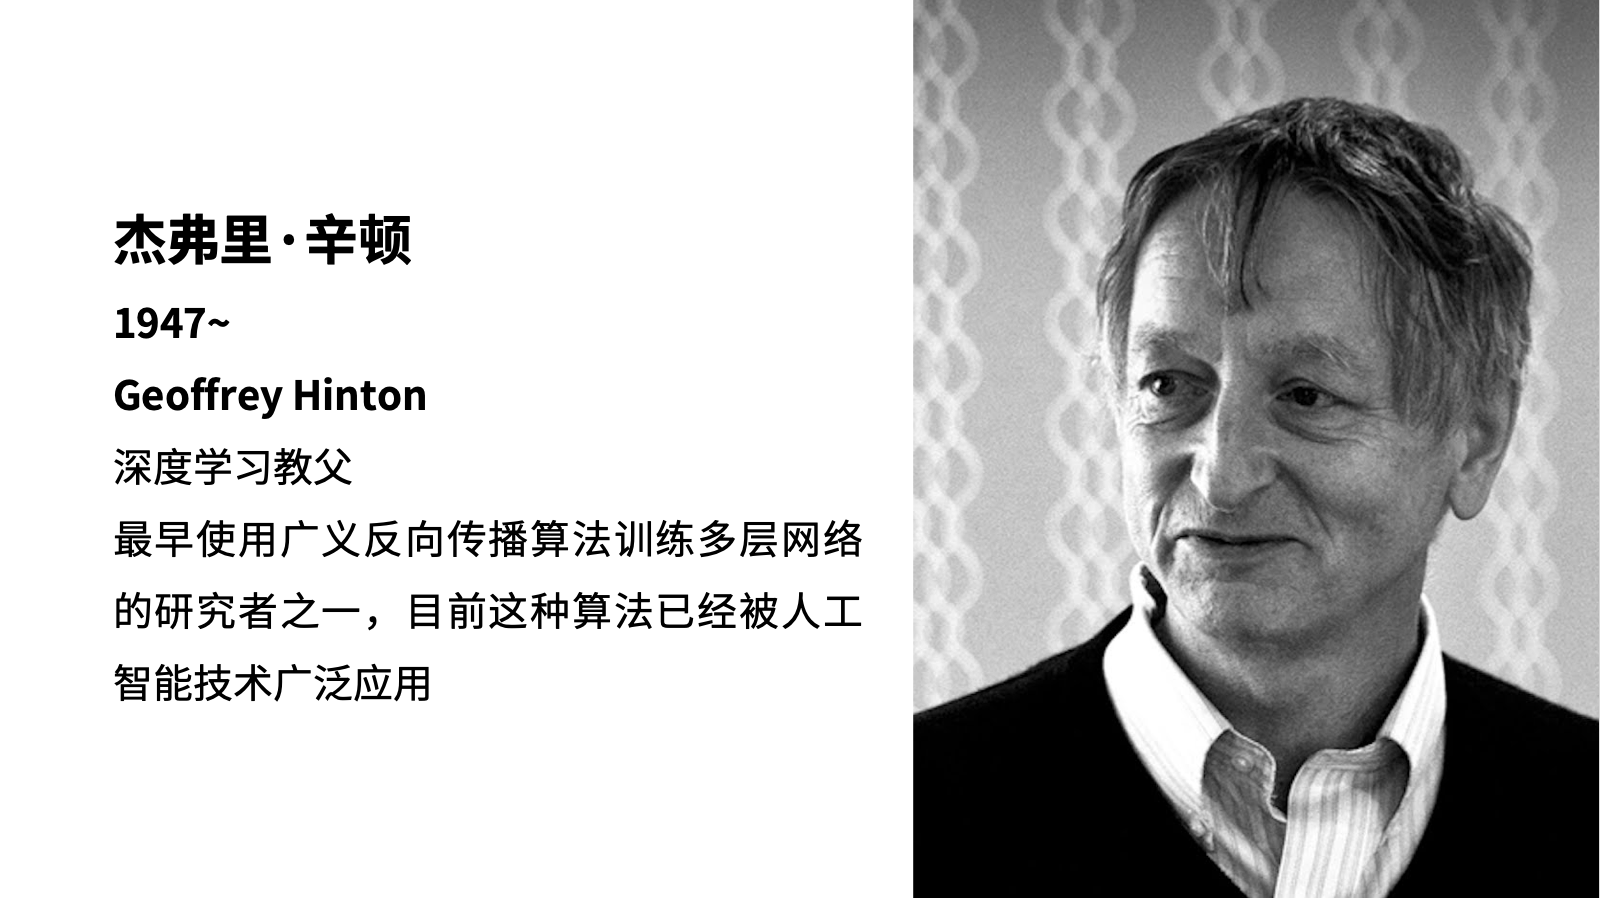 杰弗里·辛顿
1947~
Geoffrey Hinton
深度学习教父
最早使用广义反向传播算法训练多层网络
的研究者之一，目前这种算法已经被人工
智能技术广泛应用